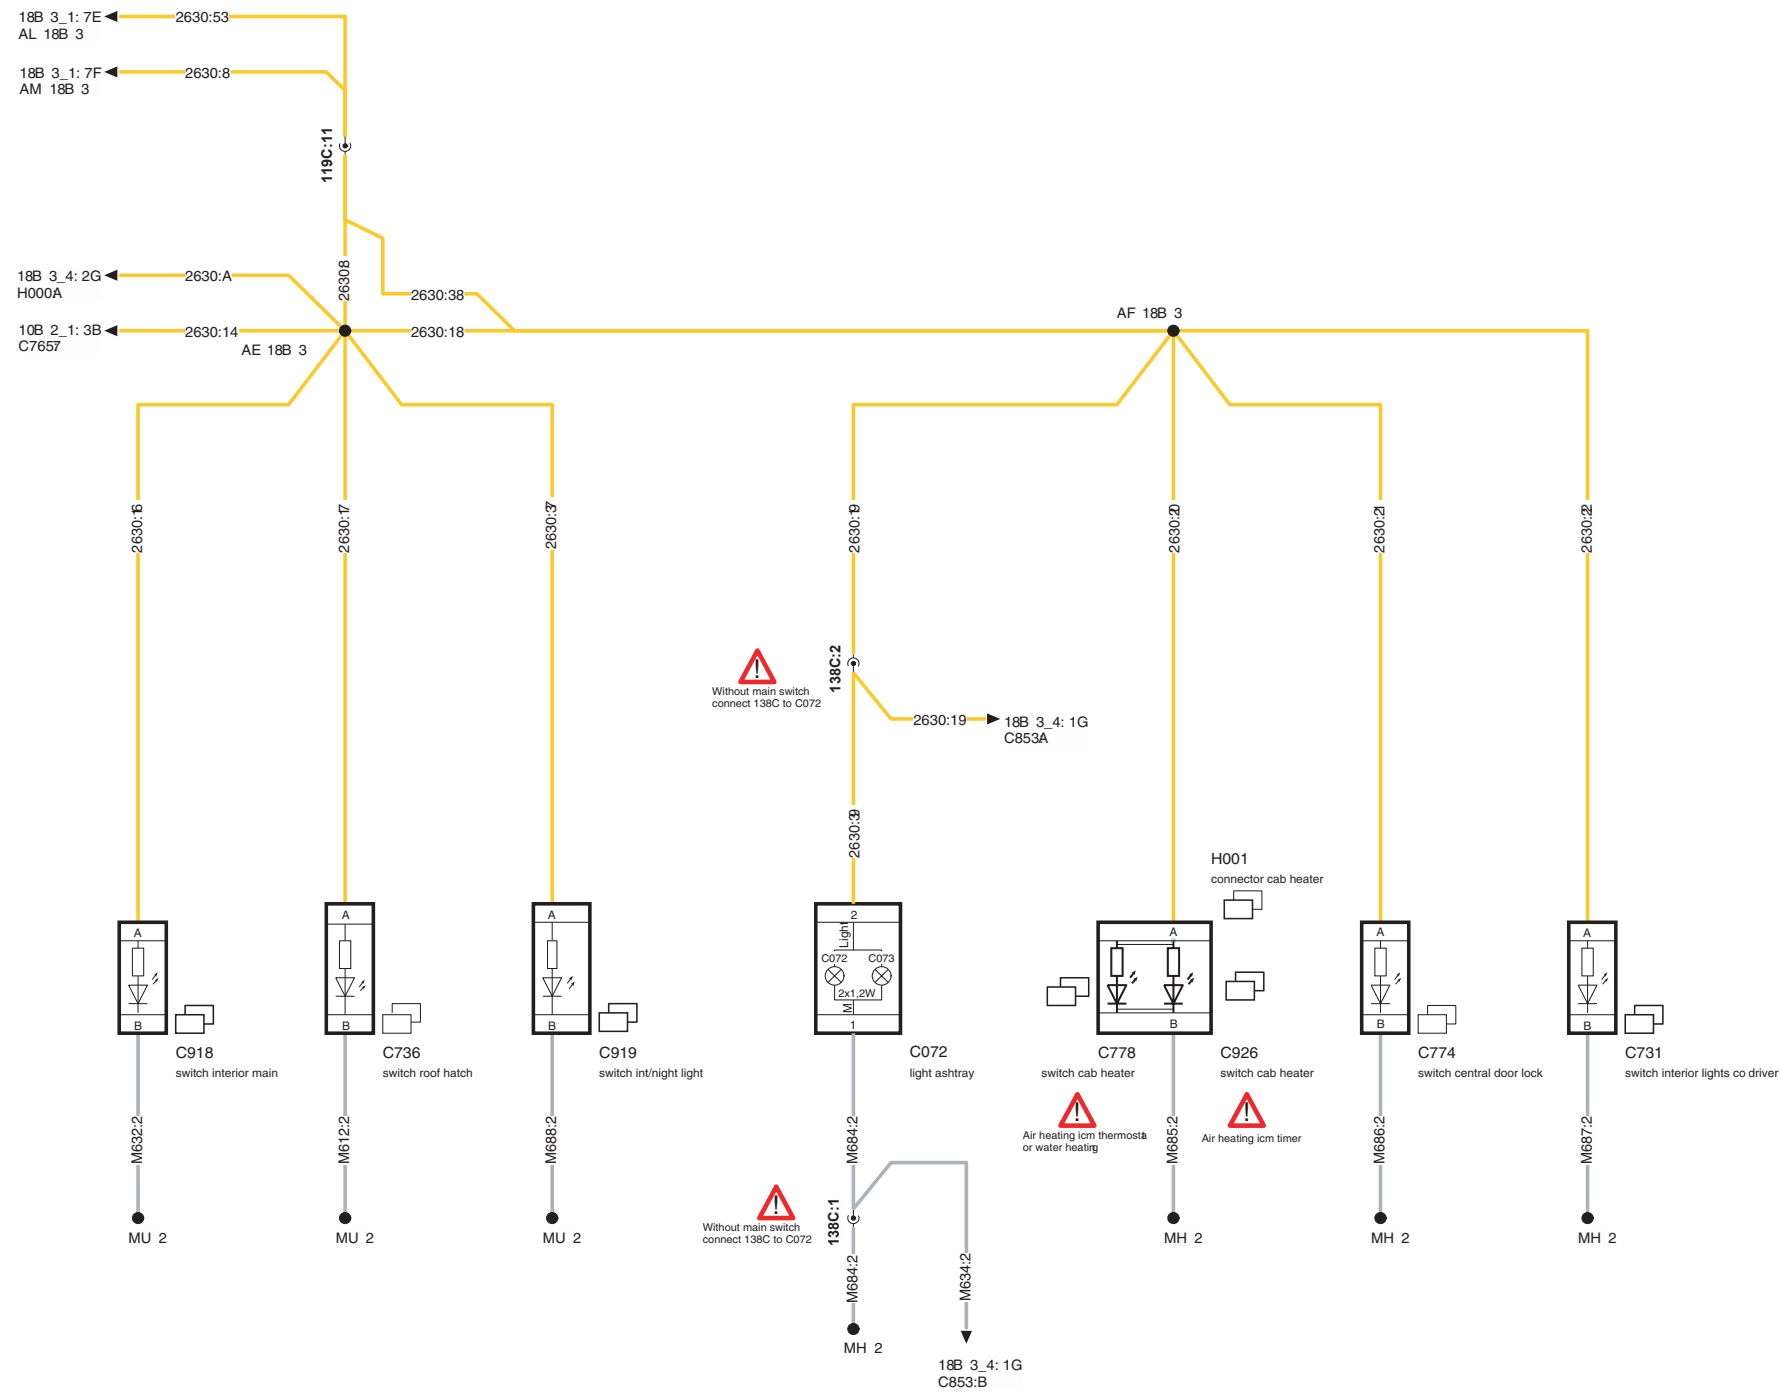 18B 3_1: 7E
AL 18B 3
2630:53
18B 3_1: 7F
AM 18B 3
2630:8
119C:11
18B 3_4: 2G
H000:A
2630:A
2630:8
2630:38
10B 2_1: 3B
C765:7
2630:14
AE 18B 3
2630:18
AF 18B 3
2630:16
2630:17
2630:37
2630:19
2630:20
2630:21
2630:22
Without main switch
connect 138C to C072
138C:2
2630:19
18B 3_4: 1G
C853:A
2630:39
H001
connector cab heater
A
B
C918
switch interior main
A
B
C736
switch roof hatch
A
B
C919
switch int/night light
2
Light
C072
C073
2x1,2W
M
1
C072
light ashtray
A
B
C778
switch cab heater
Air heating icm thermostat
or water heating
C926
switch cab heater
Air heating icm timer
A
B
C774
switch central door lock
A
B
C731
switch interior lights co driver
M632:2
M612:2
M688:2
M684:2
M685:2
M686:2
M687:2
MU 2
MU 2
MU 2
Without main switch
connect 138C to C072
138C:1
MH 2
MH 2
MH 2
M684:2
M634:2
MH 2
18B 3_4: 1G
C853:B